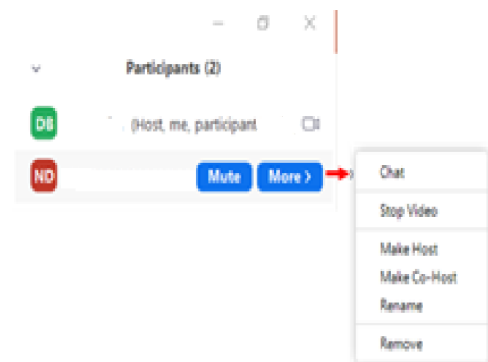 Participants (2)
DB (Host, me, participant
ND Mute More >
Chat
Stop Video
Make Host
Make Co-Host
Rename
Remove